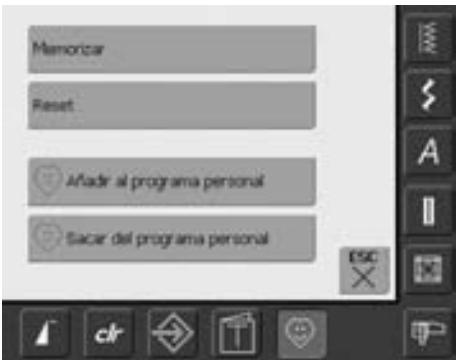 Memorizar
Reset
Añadir al programa personal
Sacar del programa personal
ESC
A
clr